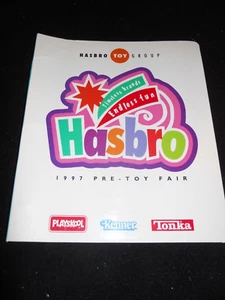 HASBRO TOY GROUP
timeless brands
Endless fun
Hasbro
1997 PRE-TOY FAIR
PLAYSKOOL Kenner Tonka